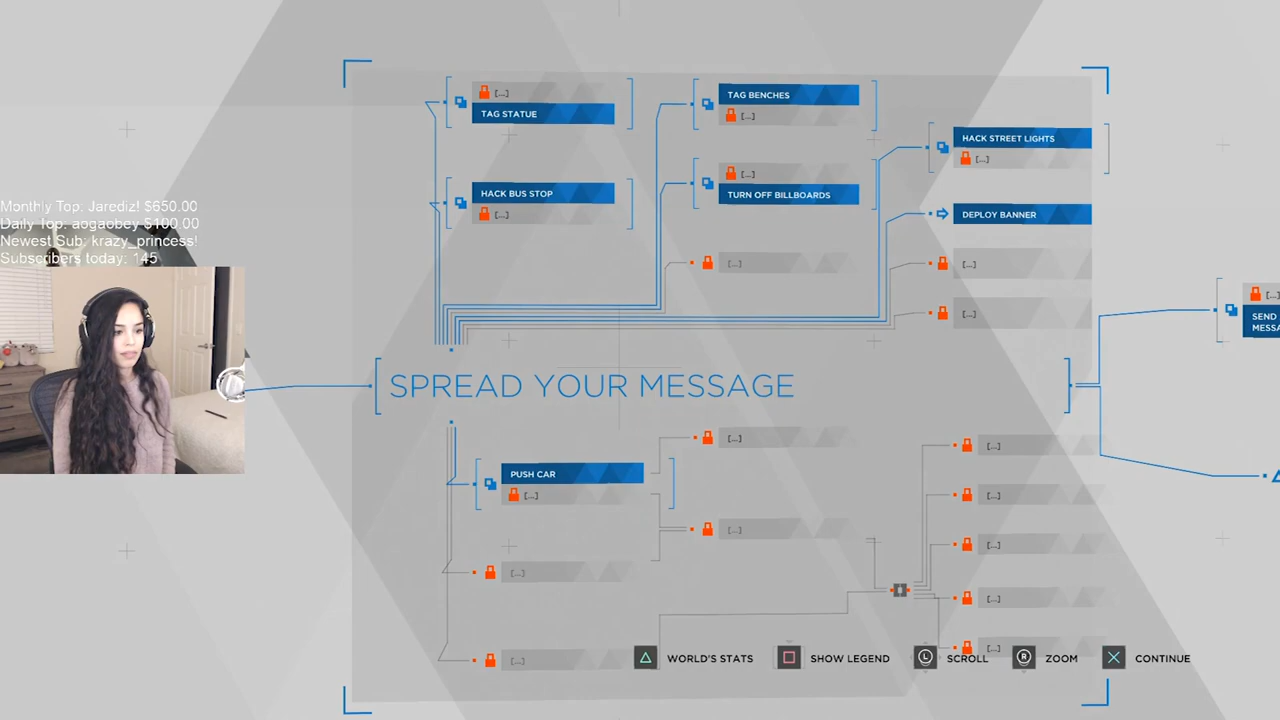 [...]
TAG STATUE
HACK BUS STOP
[...]
TAG BENCHES
[...]
[...]
TURN OFF BILLBOARDS
[...]
HACK STREET LIGHTS
[...]
DEPLOY BANNER
[...]
[...]
Monthly Top: Jarediz! $650.00
Daily Top: aogaobey $100.00
Newest Sub: krazy_princess!
Subscribers today: 145
[...]
SEND
SPREAD YOUR MESSAGE
[...]
PUSH CAR
[...]
[...]
[...]
[...]
[...]
[...]
[...]
[...]
[...]
[...]
WORLD'S STATS
SHOW LEGEND
L
SCROLL
R
ZOOM
CONTINUE